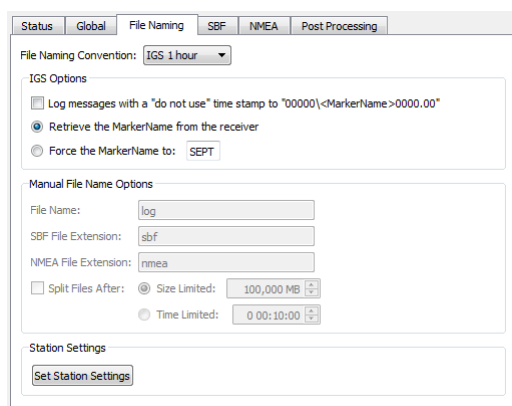 Status Global File Naming SBF NMEA Post Processing
File Naming Convention: IGS 1 hour
IGS Options
Log messages with a "do not use" time stamp to "00000\<MarkerName>0000.00"
Retrieve the MarkerName from the receiver
Force the MarkerName to: SEPT
Manual File Name Options
File Name: log
SBF File Extension: sbf
NMEA File Extension: nmea
Split Files After: Size Limited: 100,000 MB
Time Limited: 0 00:10:00
Station Settings
Set Station Settings